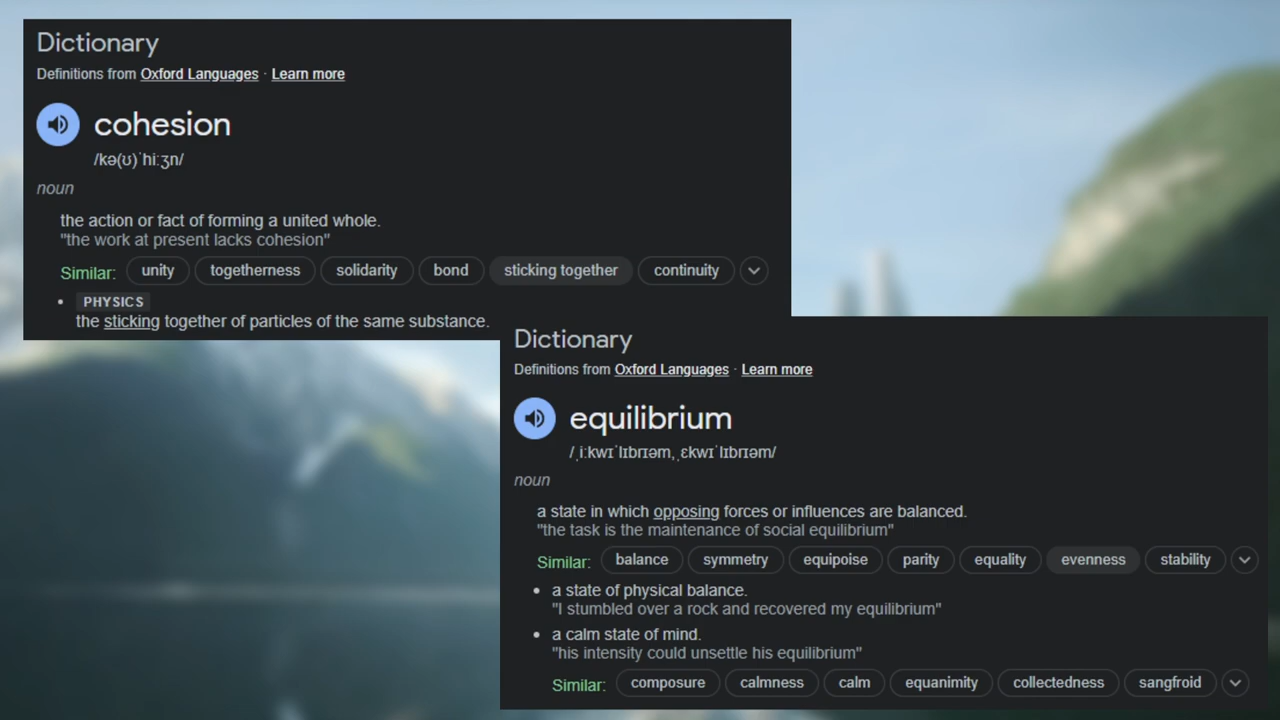 Dictionary
Definitions from Oxford Languages · Learn more
cohesion
/kə(ʊ)ˈhiːʒn/
noun
the action or fact of forming a united whole.
"the work at present lacks cohesion"
Similar: unity togetherness solidarity bond sticking together continuity
• PHYSICS
the sticking together of particles of the same substance.
Dictionary
Definitions from Oxford Languages · Learn more
equilibrium
/ˌiːkwɪˈlɪbrɪəm,ˌɛkwɪˈlɪbrɪəm/
noun
a state in which opposing forces or influences are balanced.
"the task is the maintenance of social equilibrium"
Similar: balance symmetry equipoise parity equality evenness stability
• a state of physical balance.
"I stumbled over a rock and recovered my equilibrium"
• a calm state of mind.
"his intensity could unsettle his equilibrium"
Similar: composure calmness calm equanimity collectedness sangfroid